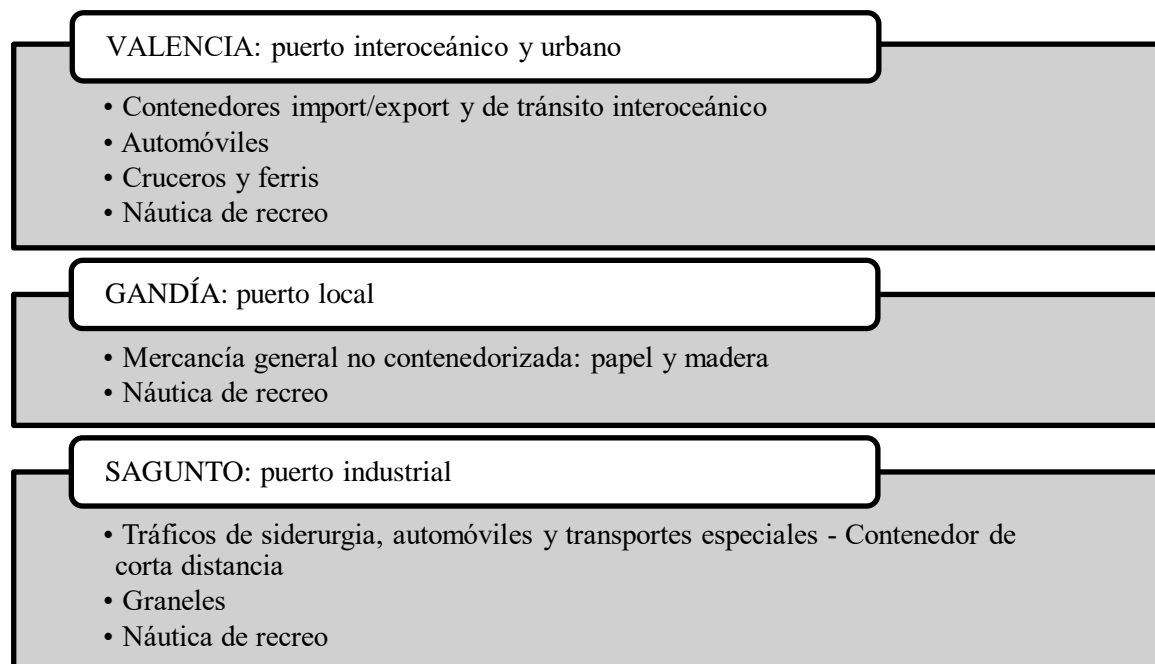 VALENCIA: puerto interoceánico y urbano
• Contenedores import/export y de tránsito interoceánico
• Automóviles
• Cruceros y ferris
• Náutica de recreo
GANDÍA: puerto local
• Mercancía general no contenedorizada: papel y madera
• Náutica de recreo
SAGUNTO: puerto industrial
• Tráficos de siderurgia, automóviles y transportes especiales - Contenedor de
corta distancia
• Graneles
• Náutica de recreo